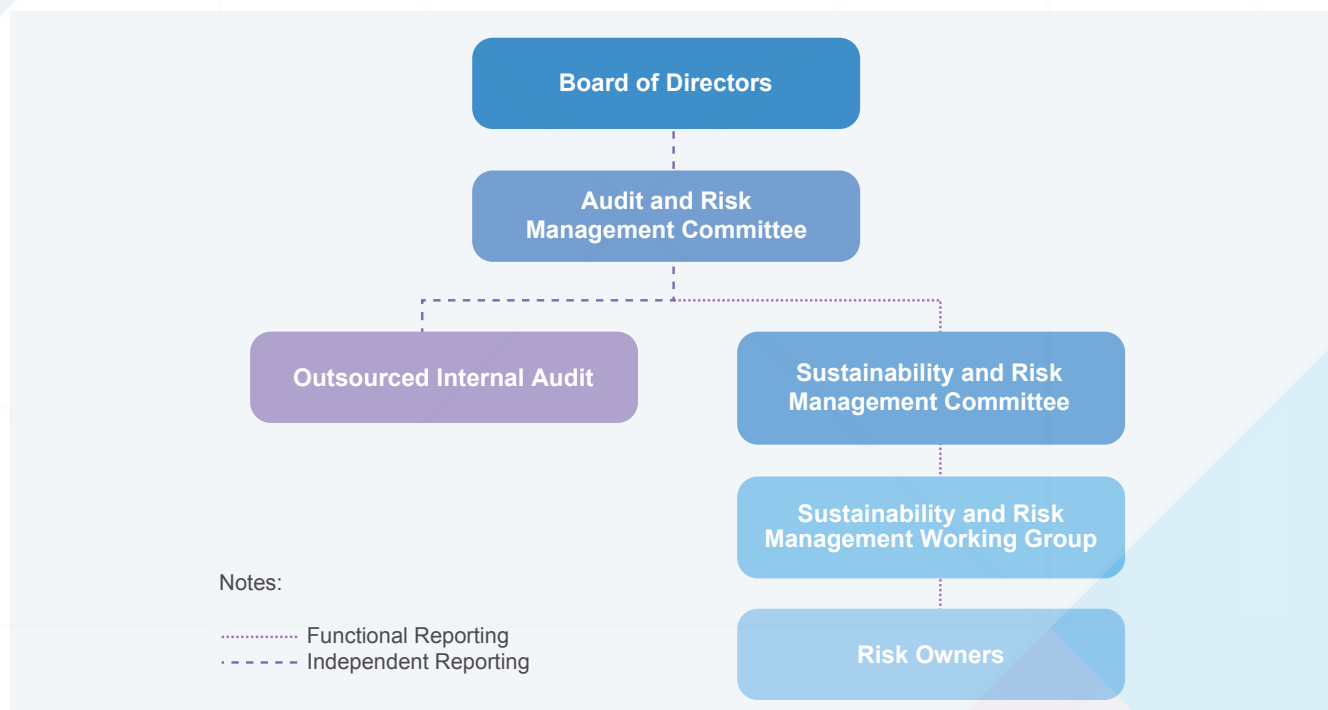 Board of Directors
Audit and Risk
Management Committee
Outsourced Internal Audit
Sustainability and Risk
Management Committee
Sustainability and Risk
Management Working Group
Risk Owners
Notes:
Functional Reporting
Independent Reporting